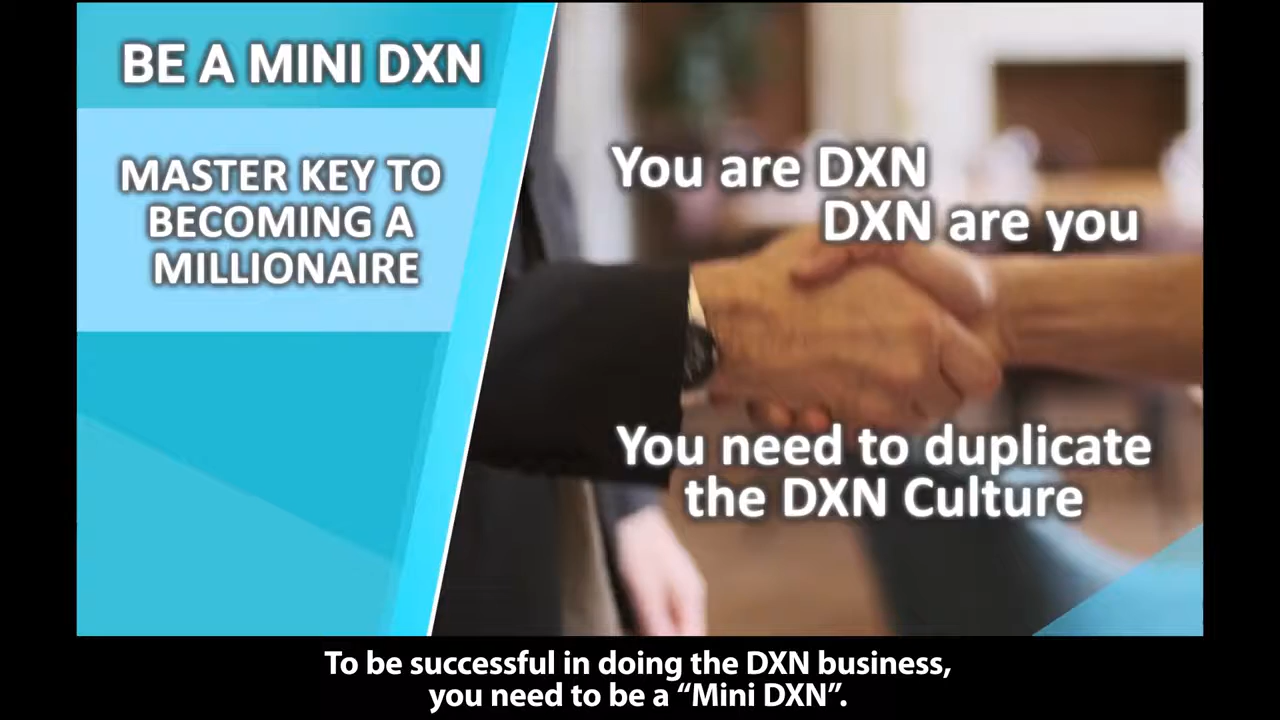 BE A MINI DXN
MASTER KEY TO
BECOMING A
MILLIONAIRE
You are DXN
DXN are you
You need to duplicate
the DXN Culture
To be successful in doing the DXN business,
you need to be a “Mini DXN”.